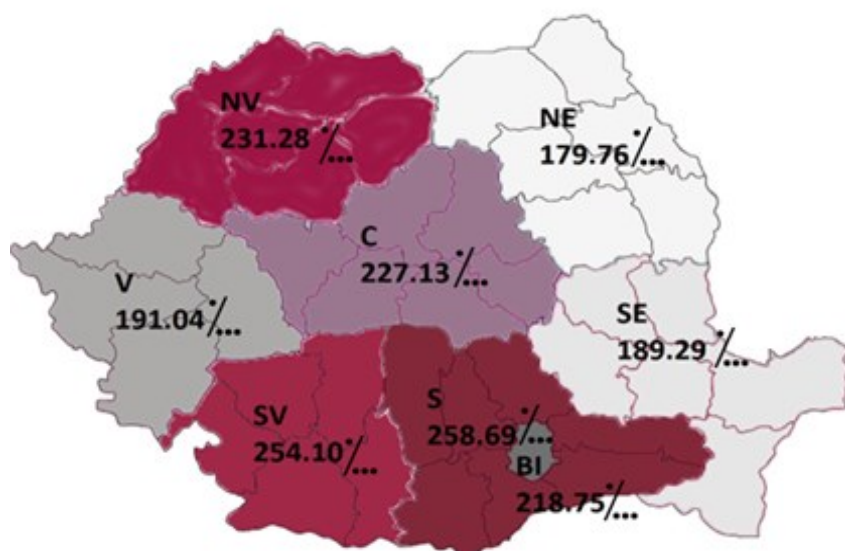 NV
231.28 °/...
NE
179.76 °/...
C
227.13 °/...
V
191.04 °/...
SE
189.29 °/...
SV
254.10 °/...
S
258.69 °/...
BI
218.75 °/...